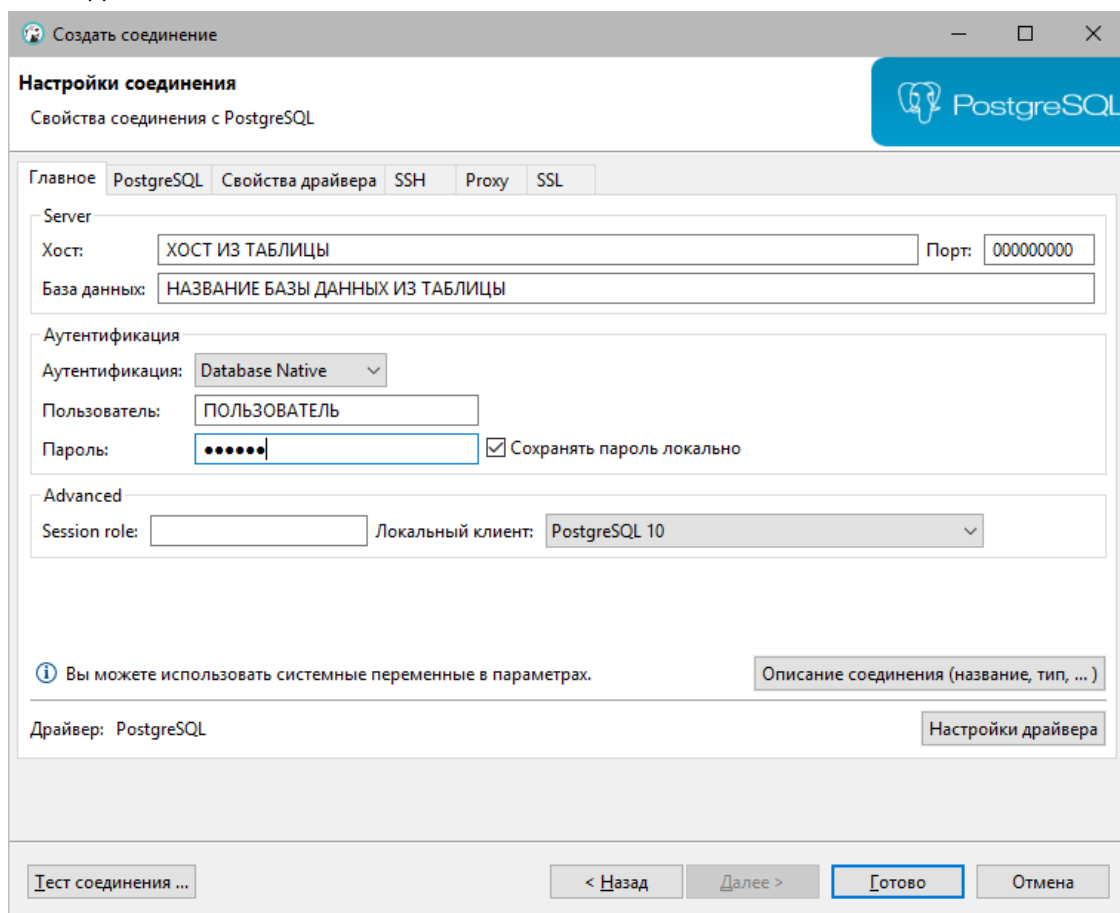 Создать соединение
Настройки соединения
Свойства соединения с PostgreSQL
PostgreSQL
Главное PostgreSQL Свойства драйвера SSH Proxy SSL
Server
Хост: ХОСТ ИЗ ТАБЛИЦЫ Порт: 000000000
База данных: НАЗВАНИЕ БАЗЫ ДАННЫХ ИЗ ТАБЛИЦЫ
Аутентификация
Аутентификация: Database Native
Пользователь: ПОЛЬЗОВАТЕЛЬ
Пароль: ●●●●●● Сохранять пароль локально
Advanced
Session role: Локальный клиент: PostgreSQL 10
Вы можете использовать системные переменные в параметрах. Описание соединения (название, тип, ... )
Драйвер: PostgreSQL Настройки драйвера
Тест соединения ... < Назад Далее > Готово Отмена